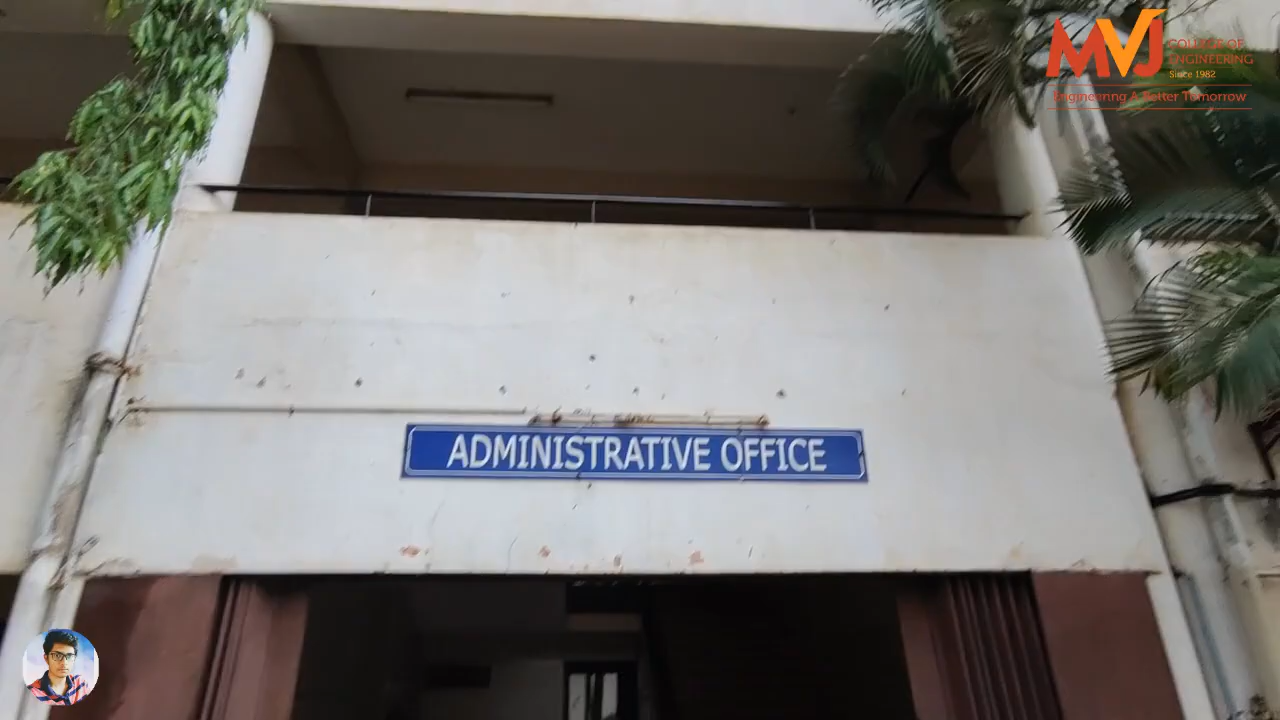 MVJ
COLLEGE OF
ENGINEERING
Since 1982
Engineering A Better Tomorrow
ADMINISTRATIVE OFFICE